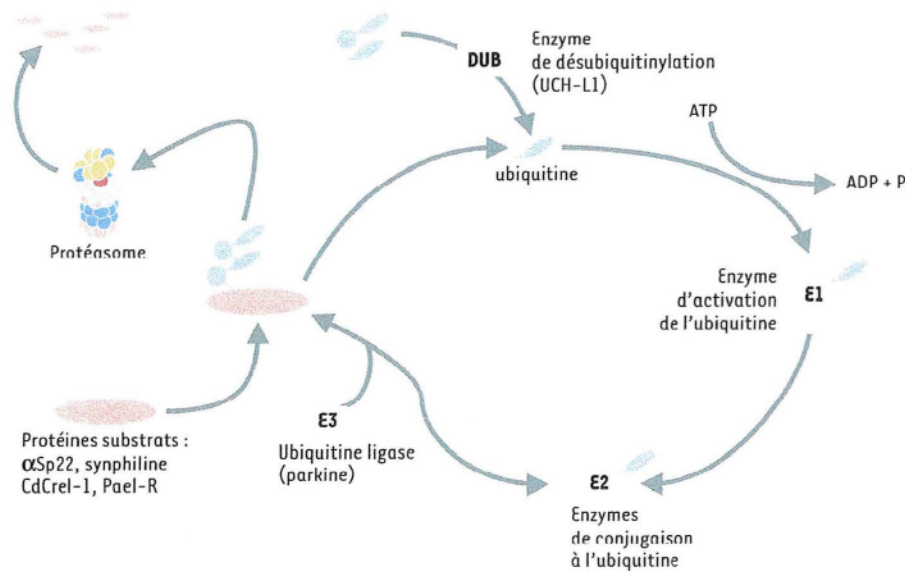 DUB
Enzyme
de désubiquitinylation
(UCH-L1)
ATP
ubiquitine
ADP + P
Protéasome
Enzyme
d'activation
de l'ubiquitine
E1
Protéines substrats :
αSp22, synphiline
CdCrel-1, Pael-R
E3
Ubiquitine ligase
(parkine)
E2
Enzymes
de conjugaison
à l'ubiquitine